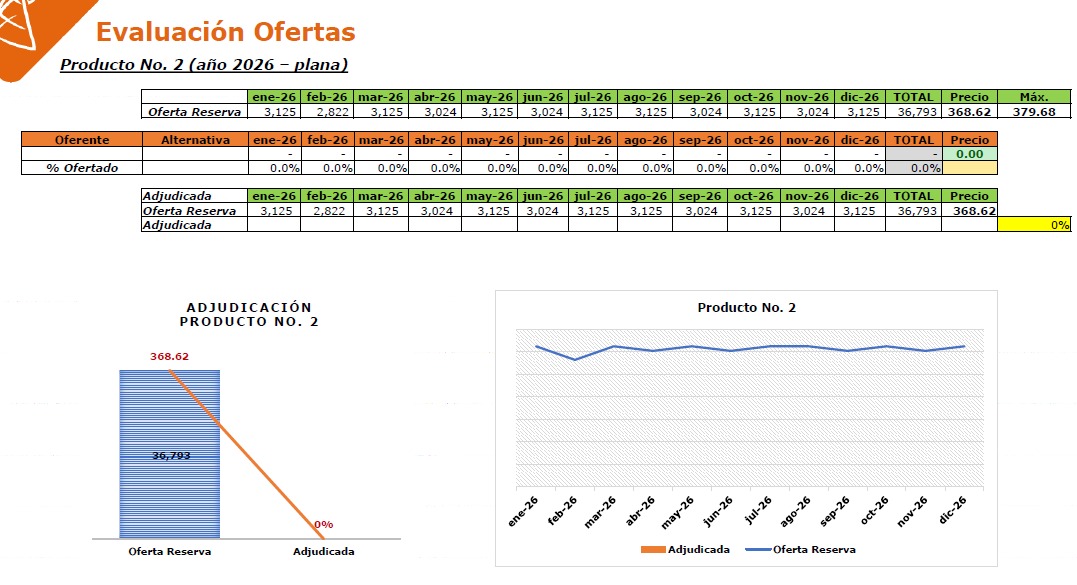 Evaluación Ofertas
Producto No. 2 (año 2026 – plana)
ene-26 feb-26 mar-26 abr-26 may-26 jun-26 jul-26 ago-26 sep-26 oct-26 nov-26 dic-26 TOTAL Precio Máx.
Oferta Reserva 3,125 2,822 3,125 3,024 3,125 3,024 3,125 3,125 3,024 3,125 3,024 3,125 36,793 368.62 379.68
Oferente Alternativa ene-26 feb-26 mar-26 abr-26 may-26 jun-26 jul-26 ago-26 sep-26 oct-26 nov-26 dic-26 TOTAL Precio
- - - - - - - - - - - - - 0.00
% Ofertado 0.0% 0.0% 0.0% 0.0% 0.0% 0.0% 0.0% 0.0% 0.0% 0.0% 0.0% 0.0% 0.0%
Adjudicada ene-26 feb-26 mar-26 abr-26 may-26 jun-26 jul-26 ago-26 sep-26 oct-26 nov-26 dic-26 TOTAL Precio
Oferta Reserva 3,125 2,822 3,125 3,024 3,125 3,024 3,125 3,125 3,024 3,125 3,024 3,125 36,793 368.62
Adjudicada 0%
ADJUDICACIÓN
PRODUCTO NO. 2
368.62
36,793
0%
Oferta Reserva Adjudicada
Producto No. 2
ene-26 feb-26 mar-26 abr-26 may-26 jun-26 jul-26 ago-26 sep-26 oct-26 nov-26 dic-26
Adjudicada Oferta Reserva